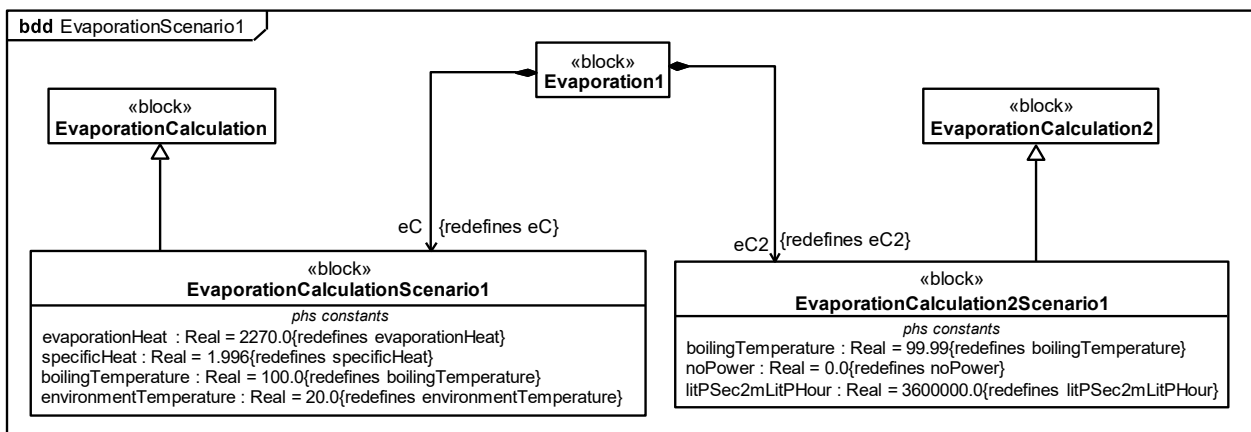 bdd EvaporationScenario1
«block»
Evaporation1
«block»
EvaporationCalculation
«block»
EvaporationCalculation2
eC {redefines eC}
eC2 {redefines eC2}
«block»
EvaporationCalculationScenario1
phs constants
evaporationHeat : Real = 2270.0{redefines evaporationHeat}
specificHeat : Real = 1.996{redefines specificHeat}
boilingTemperature : Real = 100.0{redefines boilingTemperature}
environmentTemperature : Real = 20.0{redefines environmentTemperature}
«block»
EvaporationCalculation2Scenario1
phs constants
boilingTemperature : Real = 99.99{redefines boilingTemperature}
noPower : Real = 0.0{redefines noPower}
litPSec2mLitPHour : Real = 3600000.0{redefines litPSec2mLitPHour}